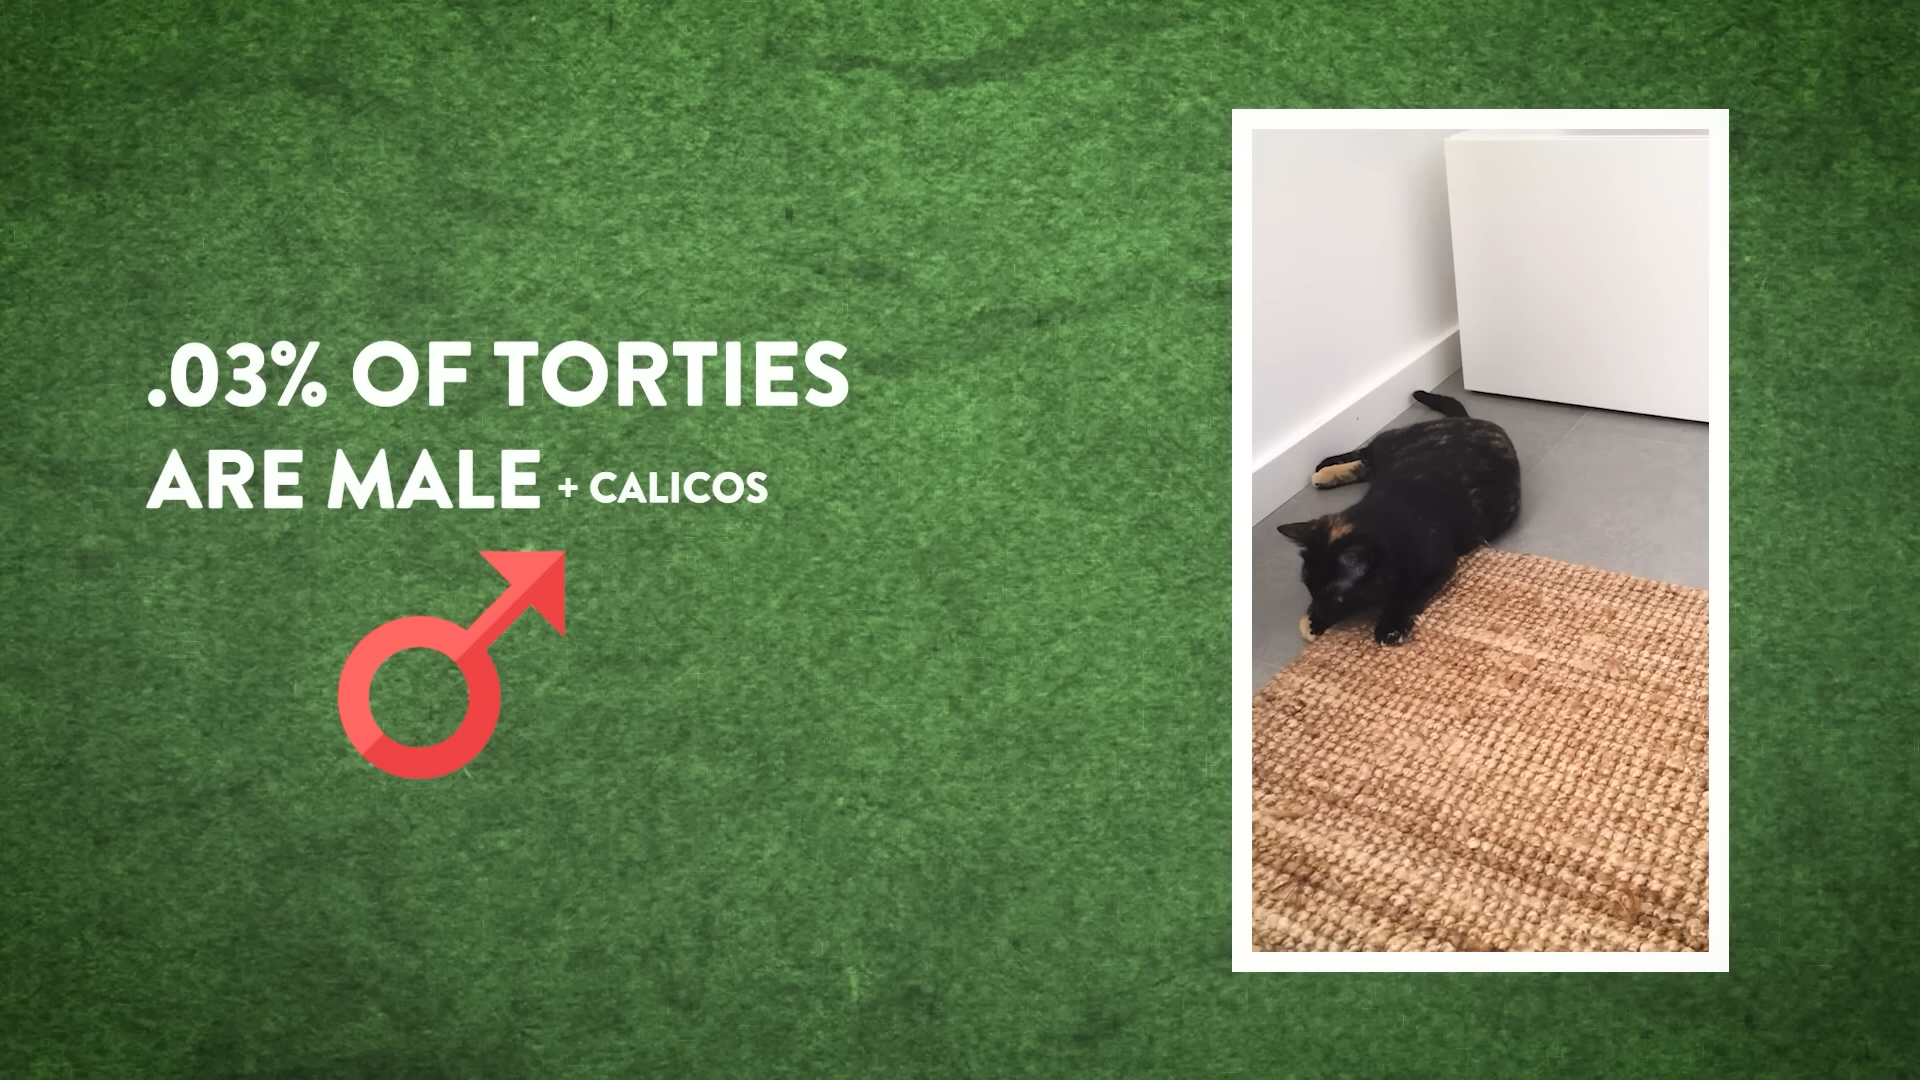 .03% OF TORTIES
ARE MALE + CALICOS